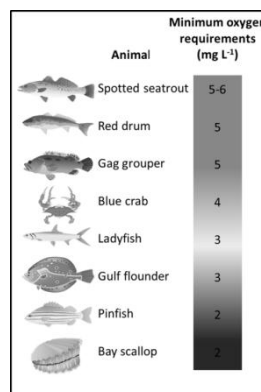 Minimum oxygen
requirements
Animal (mg L⁻¹)
Spotted seatrout 5-6
Red drum 5
Gag grouper 5
Blue crab 4
Ladyfish 3
Gulf flounder 3
Pinfish 2
Bay scallop 2